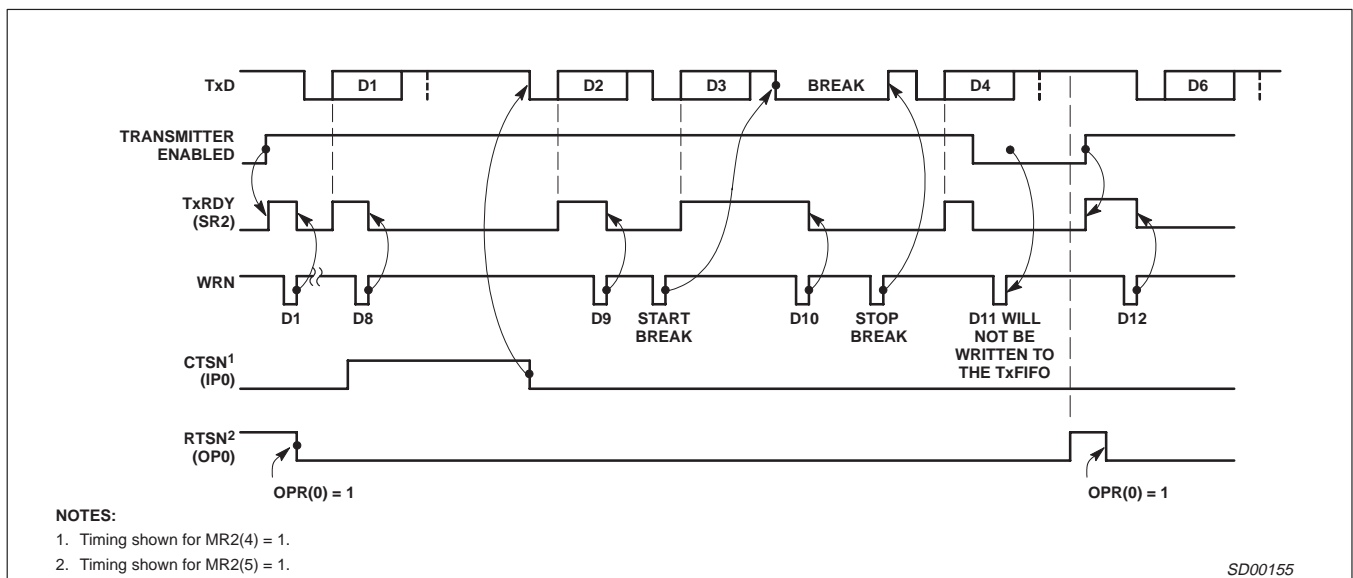 TxD
D1
D2
D3
BREAK
D4
D6
TRANSMITTER
ENABLED
TxRDY
(SR2)
WRN
D1
D8
D9
START
BREAK
D10
STOP
BREAK
D11 WILL
NOT BE
WRITTEN TO
THE TxFIFO
D12
CTSN1
(IP0)
RTSN2
(OP0)
OPR(0) = 1
OPR(0) = 1
NOTES:
1. Timing shown for MR2(4) = 1.
2. Timing shown for MR2(5) = 1.
SD00155